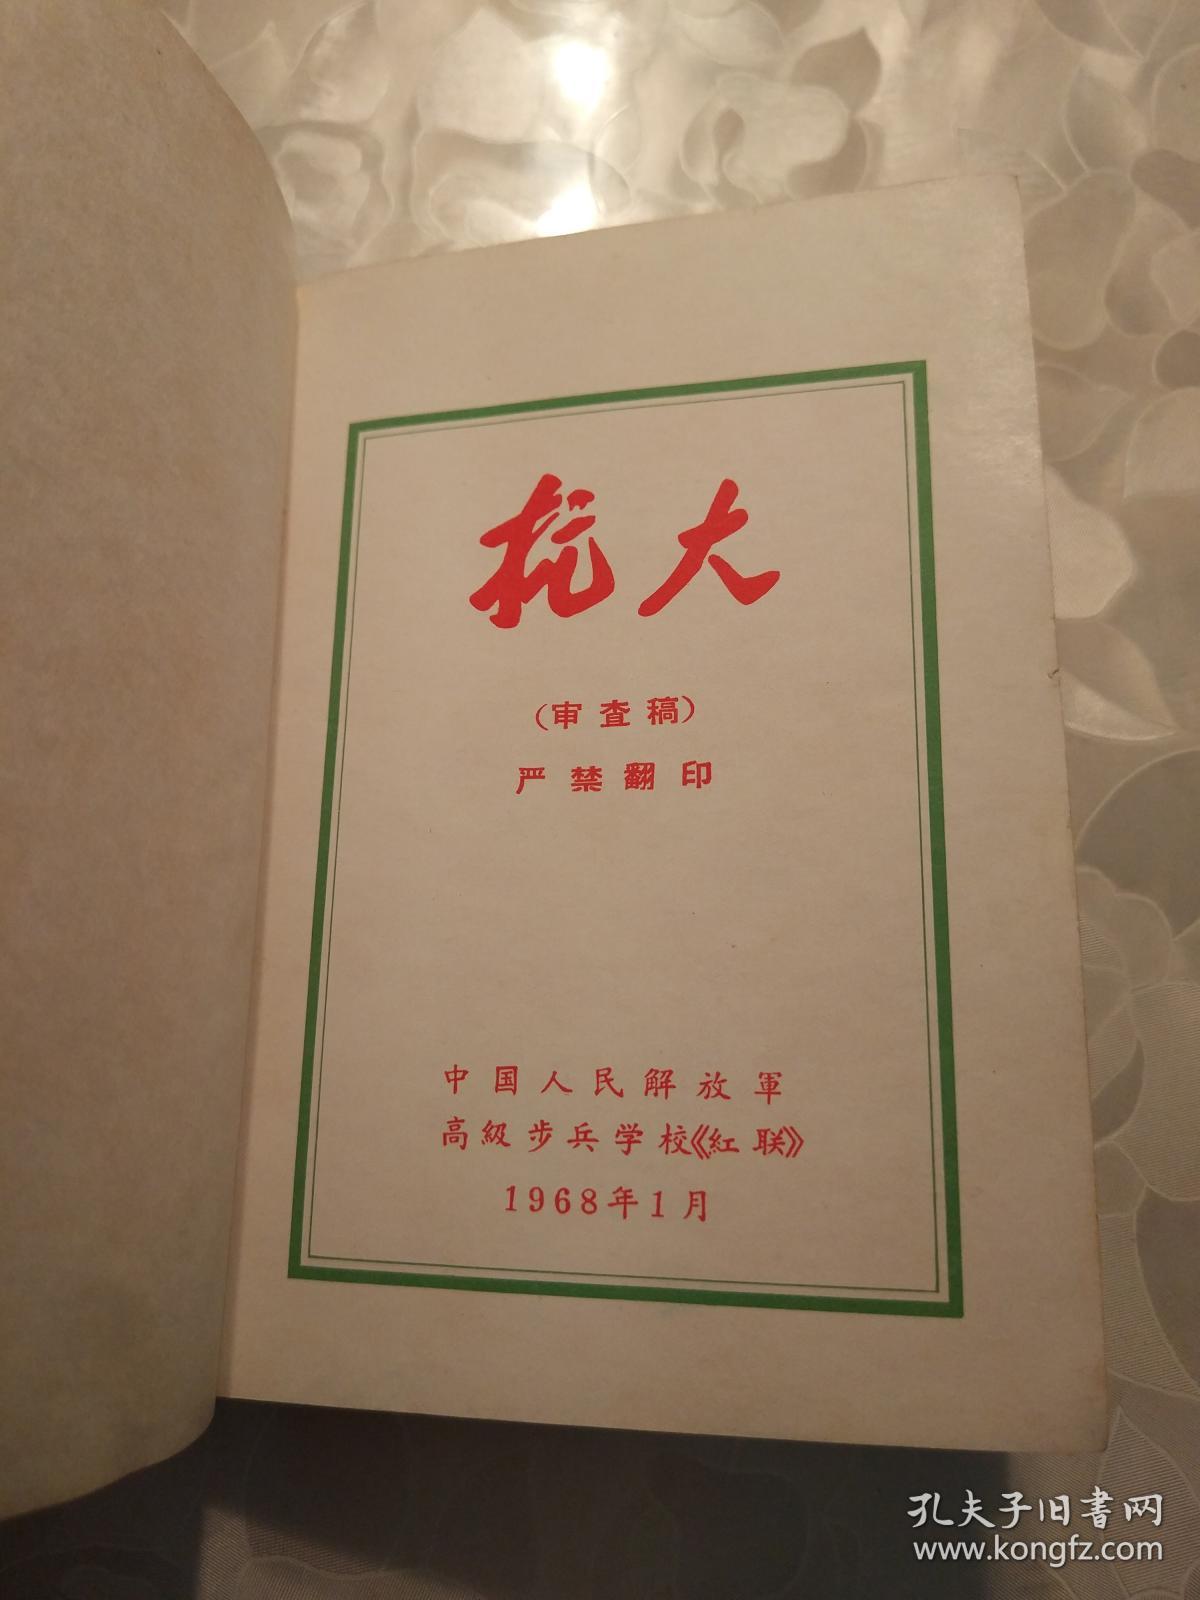 抗大
（审查稿）
严禁翻印
中国人民解放軍
高級步兵学校《紅联》
1968年1月
孔夫子旧书网
www.kongfz.com